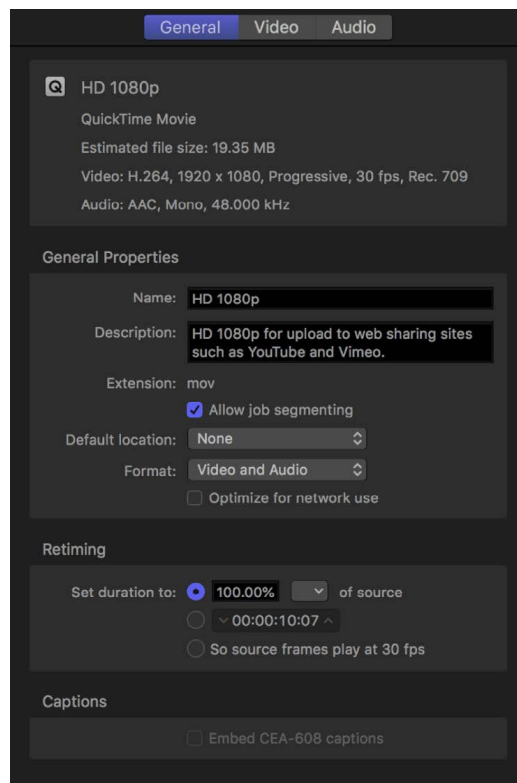 General Video Audio
Q HD 1080p
QuickTime Movie
Estimated file size: 19.35 MB
Video: H.264, 1920 x 1080, Progressive, 30 fps, Rec. 709
Audio: AAC, Mono, 48.000 kHz
General Properties
Name: HD 1080p
Description: HD 1080p for upload to web sharing sites
such as YouTube and Vimeo.
Extension: mov
Allow job segmenting
Default location: None
Format: Video and Audio
Optimize for network use
Retiming
Set duration to: 100.00% of source
00:00:10:07
So source frames play at 30 fps
Captions
Embed CEA-608 captions